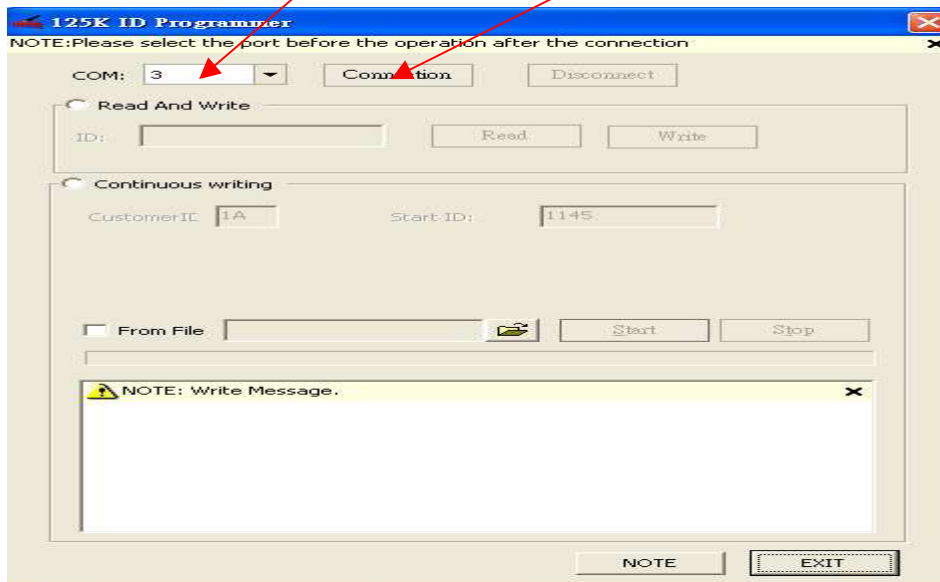 125K ID Programmer
NOTE:Please select the port before the operation after the connection
COM: 3 Connection Disconnect
Read And Write
ID: Read Write
Continuous writing
CustomerID 1A Start ID: 1145
From File Start Stop
NOTE: Write Message.
NOTE EXIT